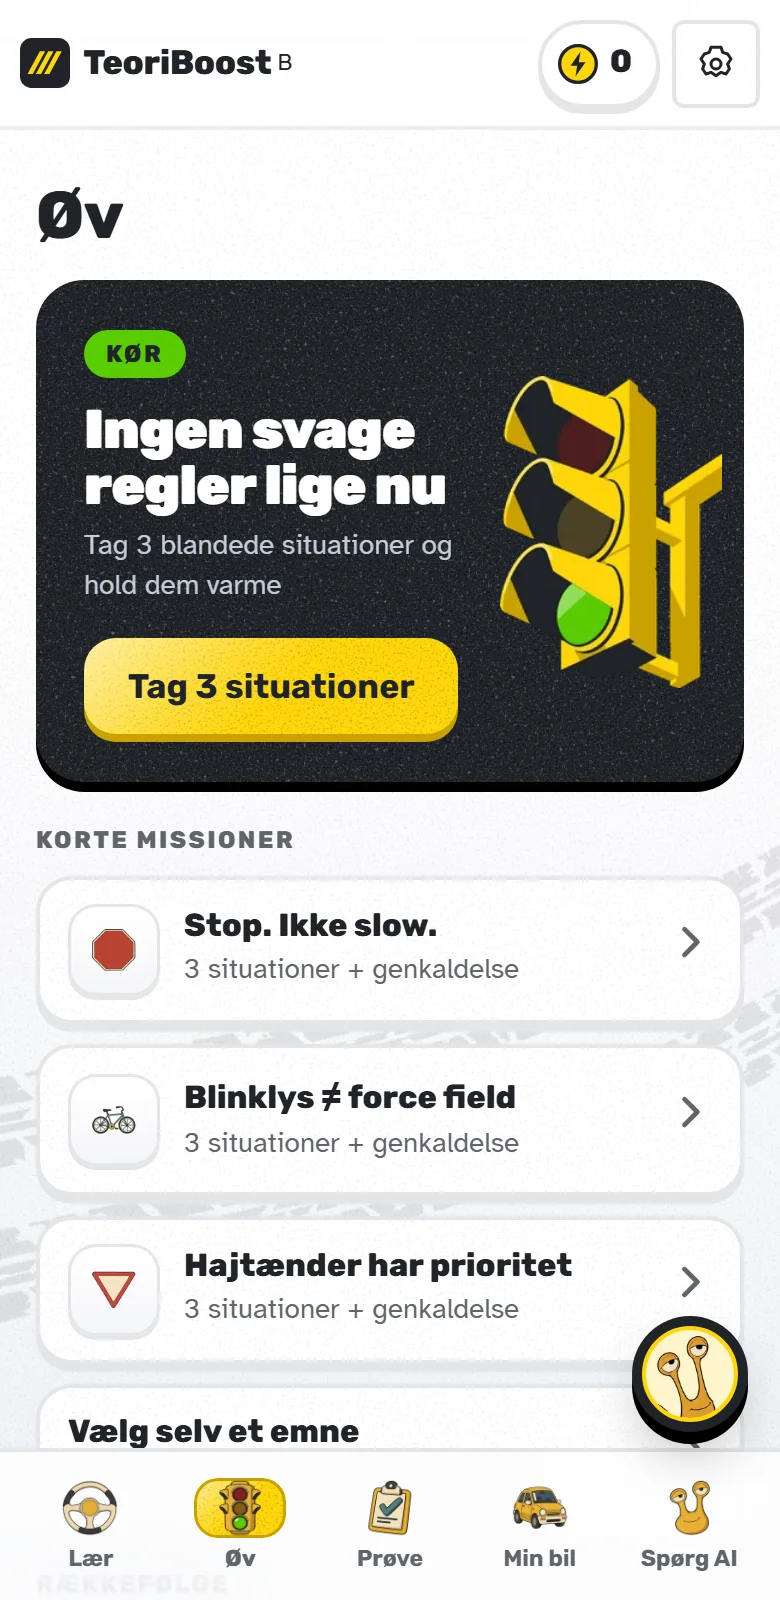 TeoriBoost B
0
Øv
KØR
Ingen svage
regler lige nu
Tag 3 blandede situationer og
hold dem varme
Tag 3 situationer
KORTE MISSIONER
Stop. Ikke slow.
3 situationer + genkaldelse
Blinklys ≠ force field
3 situationer + genkaldelse
Hajtænder har prioritet
3 situationer + genkaldelse
Vælg selv et emne
Lær
Øv
Prøve
Min bil
Spørg AI
RÆKKEFØLGE